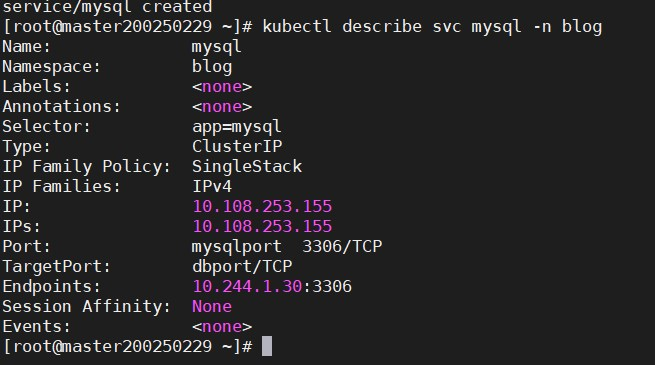 service/mysql created
[root@master200250229 ~]# kubectl describe svc mysql -n blog
Name:              mysql
Namespace:         blog
Labels:            <none>
Annotations:       <none>
Selector:          app=mysql
Type:              ClusterIP
IP Family Policy:  SingleStack
IP Families:       IPv4
IP:                10.108.253.155
IPs:               10.108.253.155
Port:              mysqlport  3306/TCP
TargetPort:        dbport/TCP
Endpoints:         10.244.1.30:3306
Session Affinity:  None
Events:            <none>
[root@master200250229 ~]#